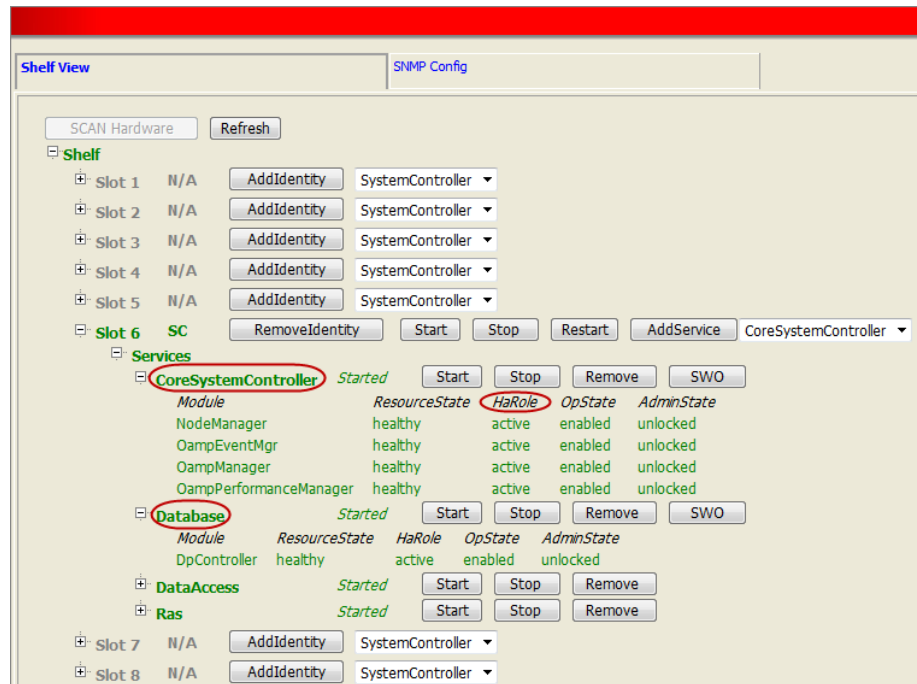 Shelf View SNMP Config
SCAN Hardware Refresh
Shelf
Slot 1 N/A AddIdentity SystemController
Slot 2 N/A AddIdentity SystemController
Slot 3 N/A AddIdentity SystemController
Slot 4 N/A AddIdentity SystemController
Slot 5 N/A AddIdentity SystemController
Slot 6 SC RemoveIdentity Start Stop Restart AddService CoreSystemController
Services
CoreSystemController Started Start Stop Remove SWO
Module ResourceState HaRole OpState AdminState
NodeManager healthy active enabled unlocked
OampEventMgr healthy active enabled unlocked
OampManager healthy active enabled unlocked
OampPerformanceManager healthy active enabled unlocked
Database Started Start Stop Remove SWO
Module ResourceState HaRole OpState AdminState
DpController healthy active enabled unlocked
DataAccess Started Start Stop Remove
Ras Started Start Stop Remove
Slot 7 N/A AddIdentity SystemController
Slot 8 N/A AddIdentity SystemController